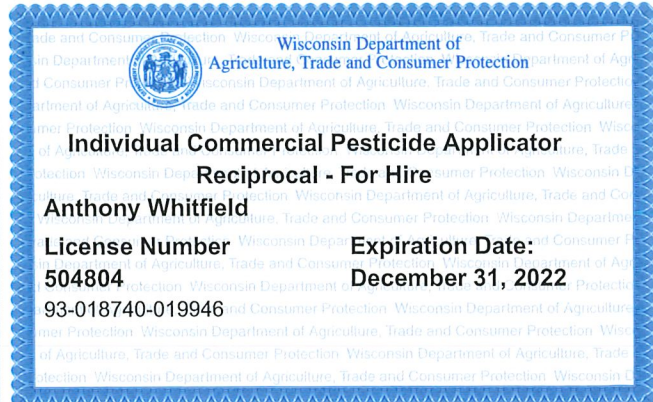 Wisconsin Department of
Agriculture, Trade and Consumer Protection
Individual Commercial Pesticide Applicator
Reciprocal - For Hire
Anthony Whitfield
License Number
Expiration Date:
504804
December 31, 2022
93-018740-019946